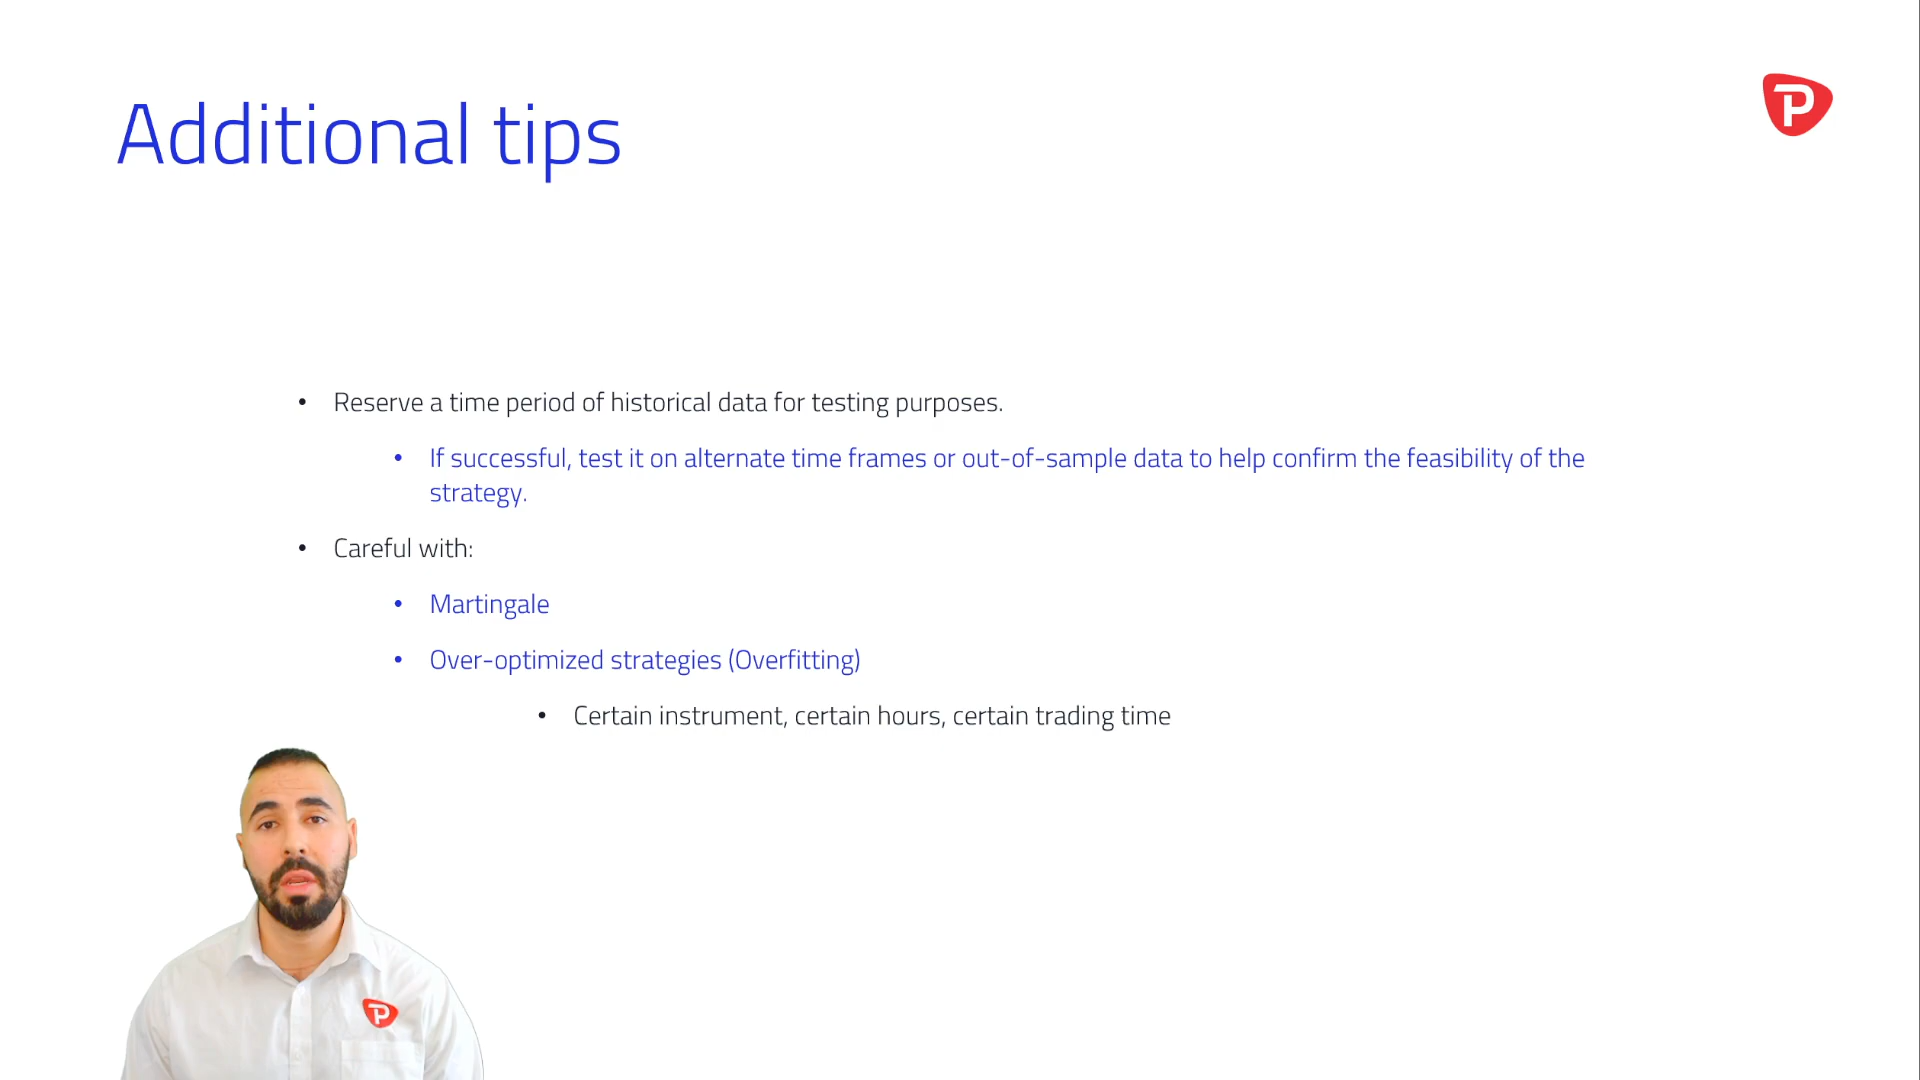 Additional tips
• Reserve a time period of historical data for testing purposes.
• If successful, test it on alternate time frames or out-of-sample data to help confirm the feasibility of the
strategy.
• Careful with:
• Martingale
• Over-optimized strategies (Overfitting)
• Certain instrument, certain hours, certain trading time